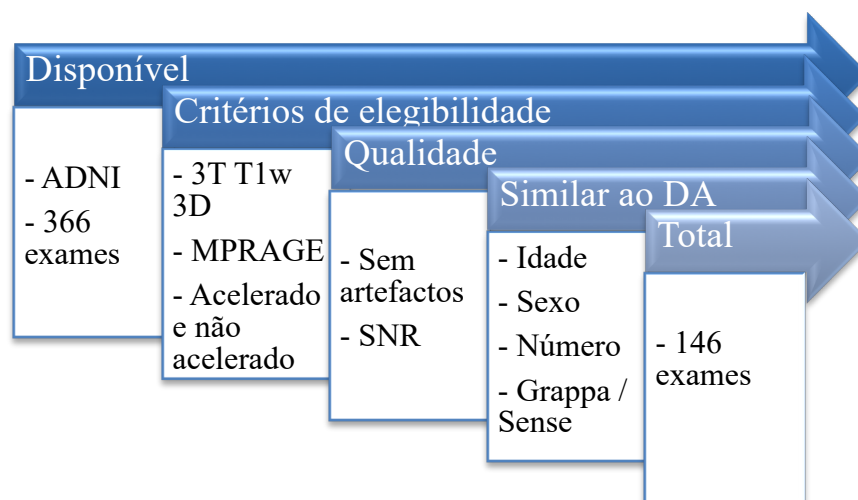 Disponível
- ADNI
- 366
exames
Critérios de elegibilidade
- 3T T1w
3D
- MPRAGE
- Acelerado
e não
acelerado
Qualidade
- Sem
artefactos
- SNR
Similar ao DA
- Idade
- Sexo
- Número
- Grappa /
Sense
Total
- 146
exames